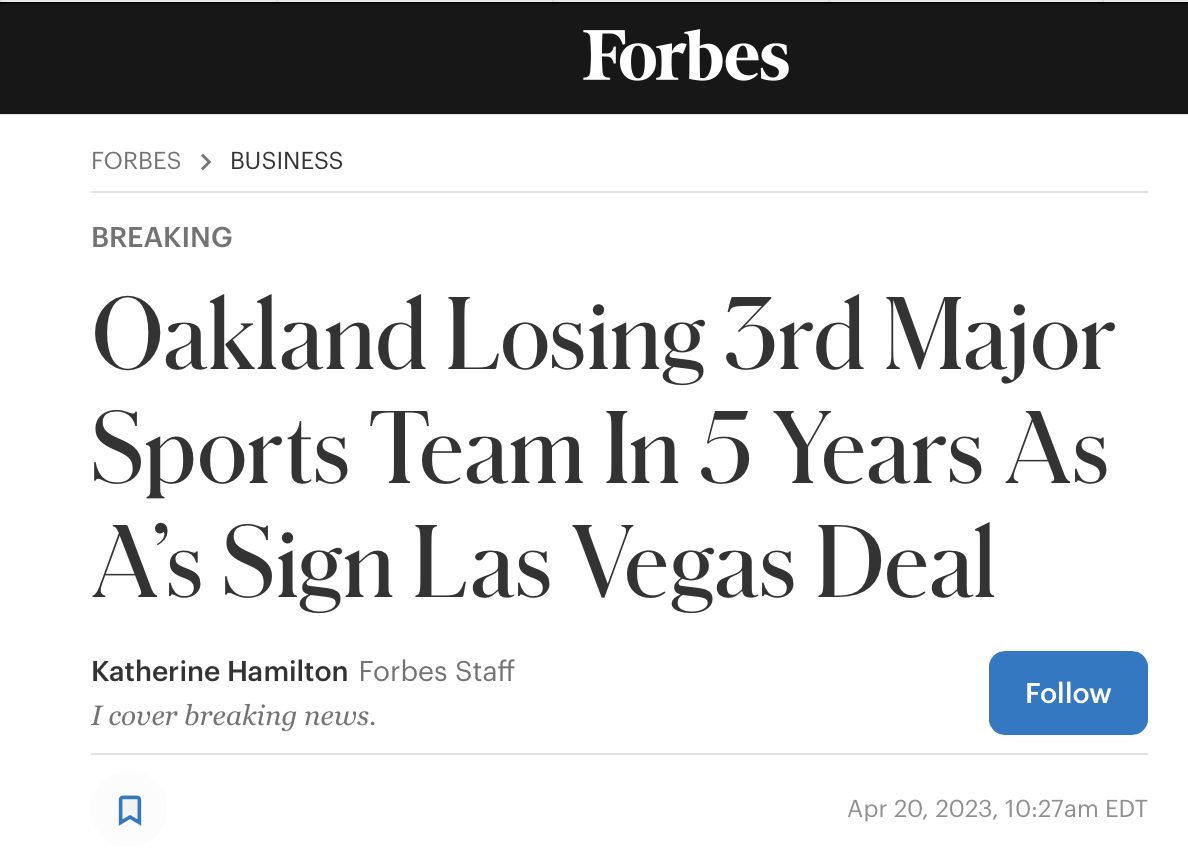 Forbes
FORBES > BUSINESS
BREAKING
Oakland Losing 3rd Major
Sports Team In 5 Years As
A’s Sign Las Vegas Deal
Katherine Hamilton Forbes Staff
I cover breaking news.
Follow
Apr 20, 2023, 10:27am EDT